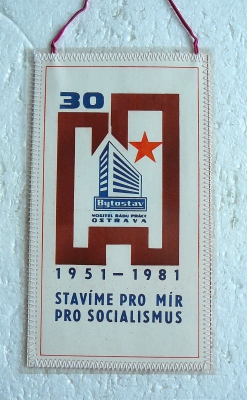 30
Bytostav
NOSITEL ŘÁDU PRÁCE
OSTRAVA
1951-1981
STAVÍME PRO MÍR
PRO SOCIALISMUS